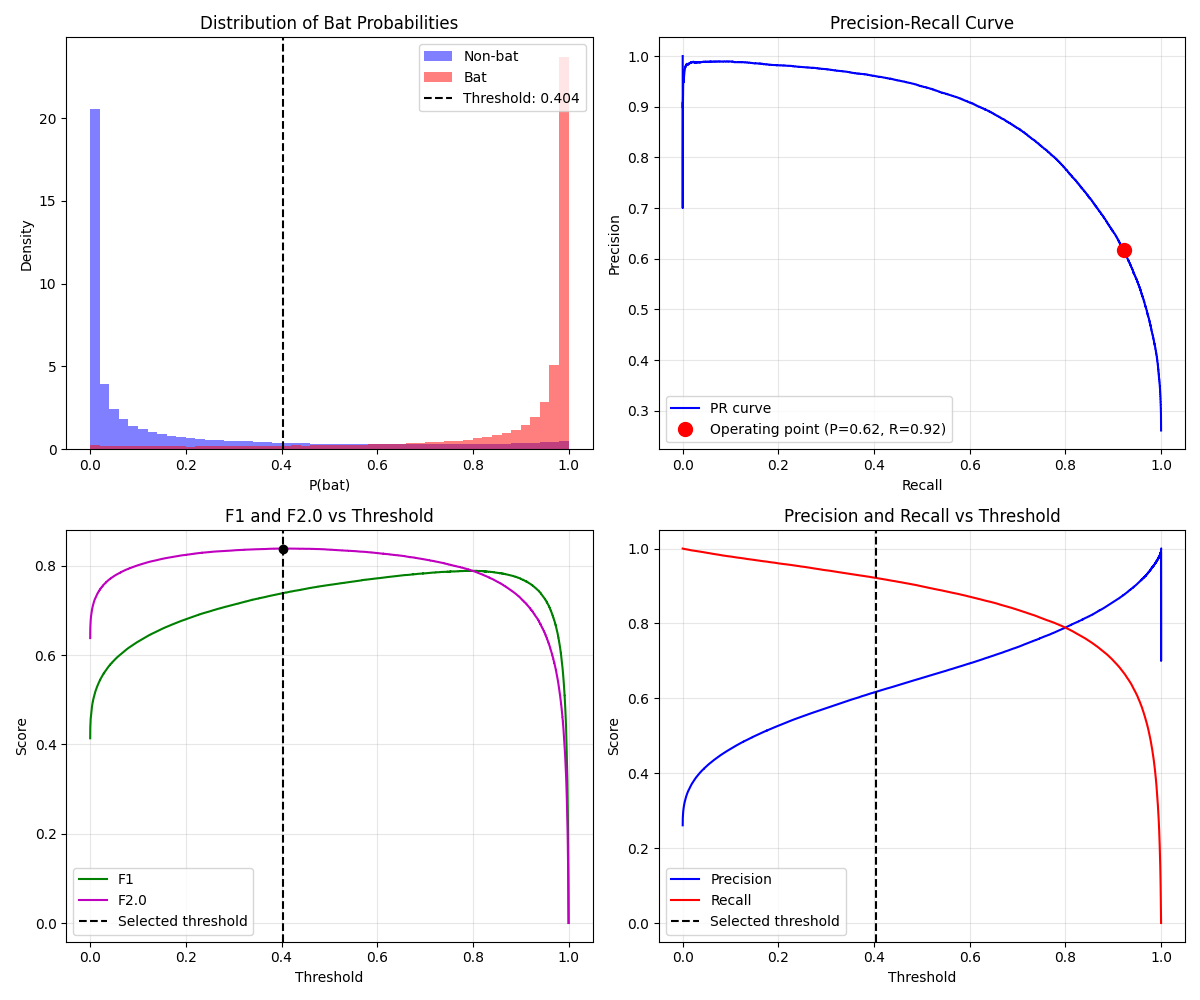 Distribution of Bat Probabilities
Density
20
15
10
5
0
Non-bat
Bat
Threshold: 0.404
0.0 0.2 0.4 0.6 0.8 1.0
P(bat)
Precision-Recall Curve
Precision
1.0
0.9
0.8
0.7
0.6
0.5
0.4
0.3
PR curve
Operating point (P=0.62, R=0.92)
0.0 0.2 0.4 0.6 0.8 1.0
Recall
F1 and F2.0 vs Threshold
Score
0.8
0.6
0.4
0.2
0.0
F1
F2.0
Selected threshold
0.0 0.2 0.4 0.6 0.8 1.0
Threshold
Precision and Recall vs Threshold
Score
1.0
0.8
0.6
0.4
0.2
0.0
Precision
Recall
Selected threshold
0.0 0.2 0.4 0.6 0.8 1.0
Threshold